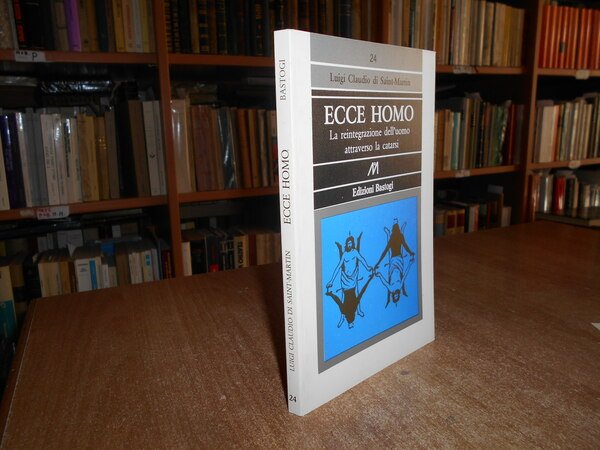 24
Luigi Claudio di Saint-Martin
ECCE HOMO
La reintegrazione dell'uomo
attraverso la catarsi
Edizioni Bastogi
BASTOGI
ECCE HOMO
LUIGI CLAUDIO DI SAINT-MARTIN
24